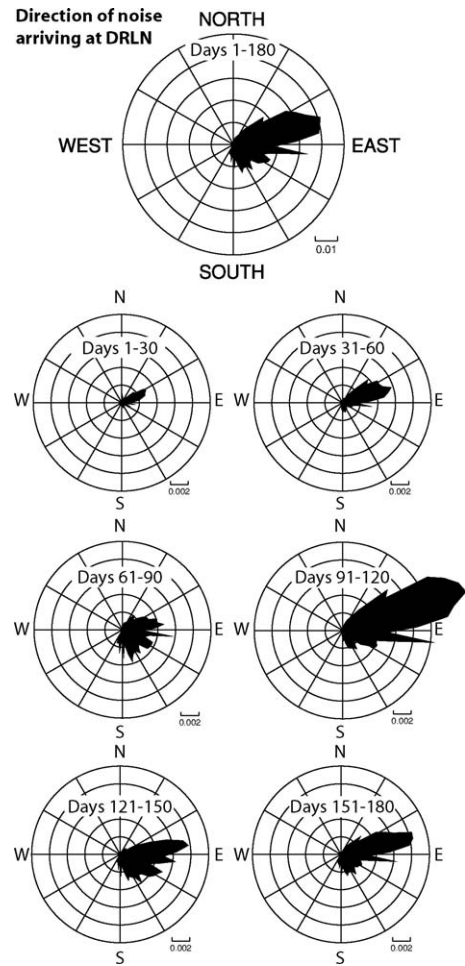 Direction of noise
arriving at DRLN
NORTH
Days 1-180
WEST
EAST
0.01
SOUTH
N
N
Days 1-30
Days 31-60
W
E
W
E
0.002
0.002
S
S
N
N
Days 61-90
Days 91-120
W
E
W
E
0.002
0.002
S
S
N
N
Days 121-150
Days 151-180
W
E
W
E
0.002
0.002
S
S